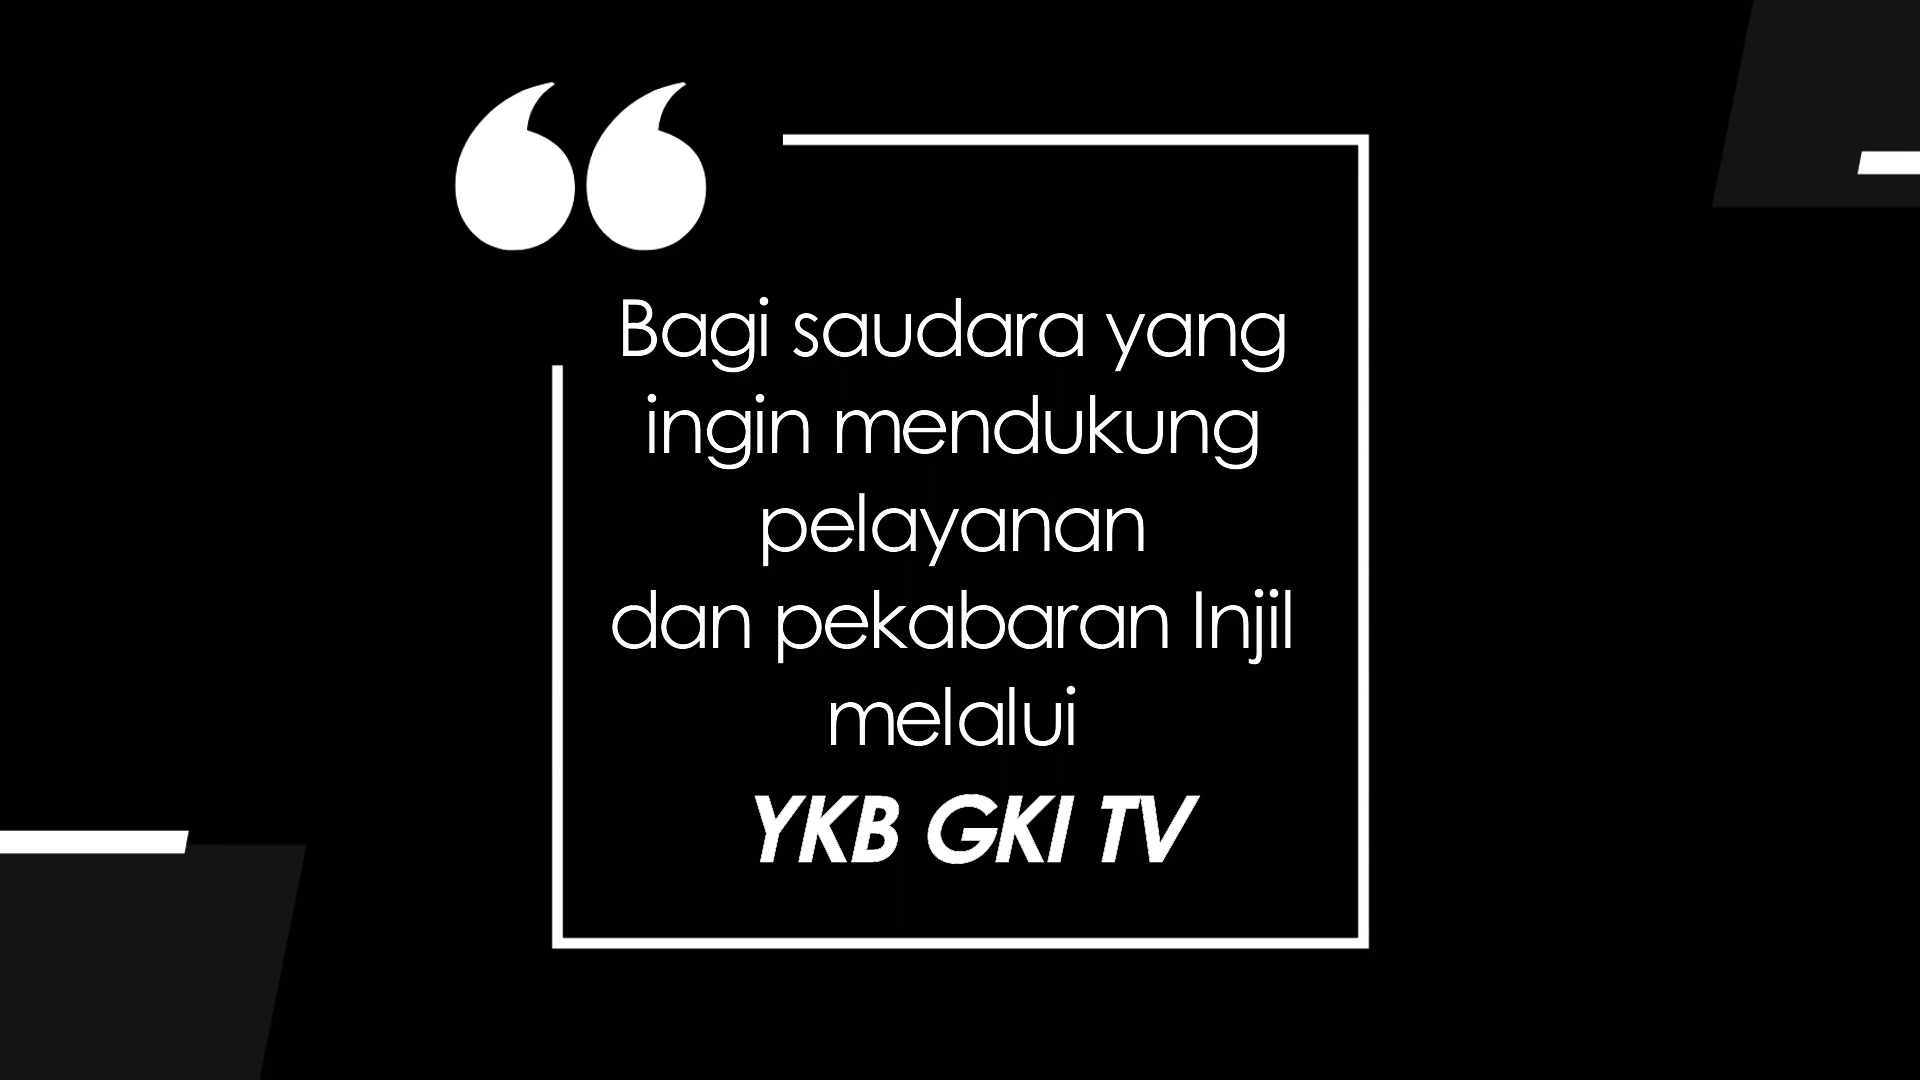 Bagi saudara yang
ingin mendukung
pelayanan
dan pekabaran Injil
melalui
YKB GKI TV